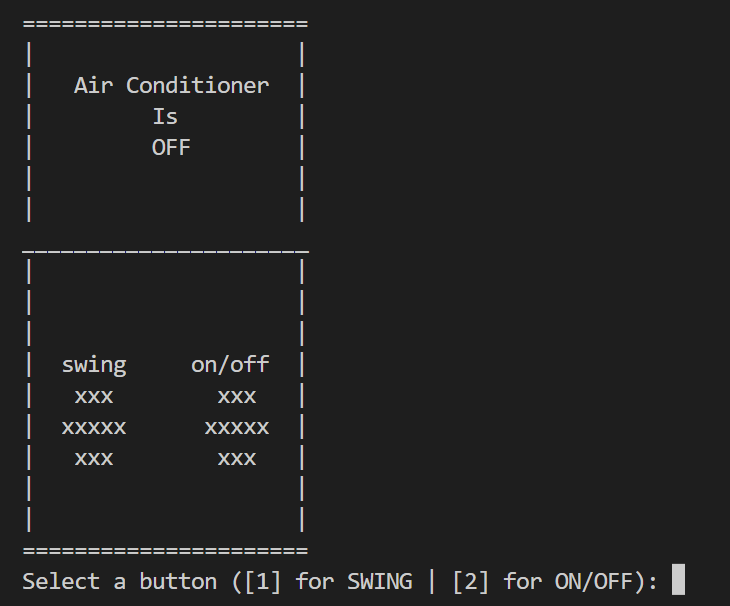 ======================
|                    |
|   Air Conditioner  |
|         Is         |
|         OFF        |
|                    |
|                    |
______________________
|                    |
|                    |
|                    |
|  swing     on/off  |
|   xxx        xxx   |
|  xxxxx      xxxxx  |
|   xxx        xxx   |
|                    |
|                    |
======================
Select a button ([1] for SWING | [2] for ON/OFF):